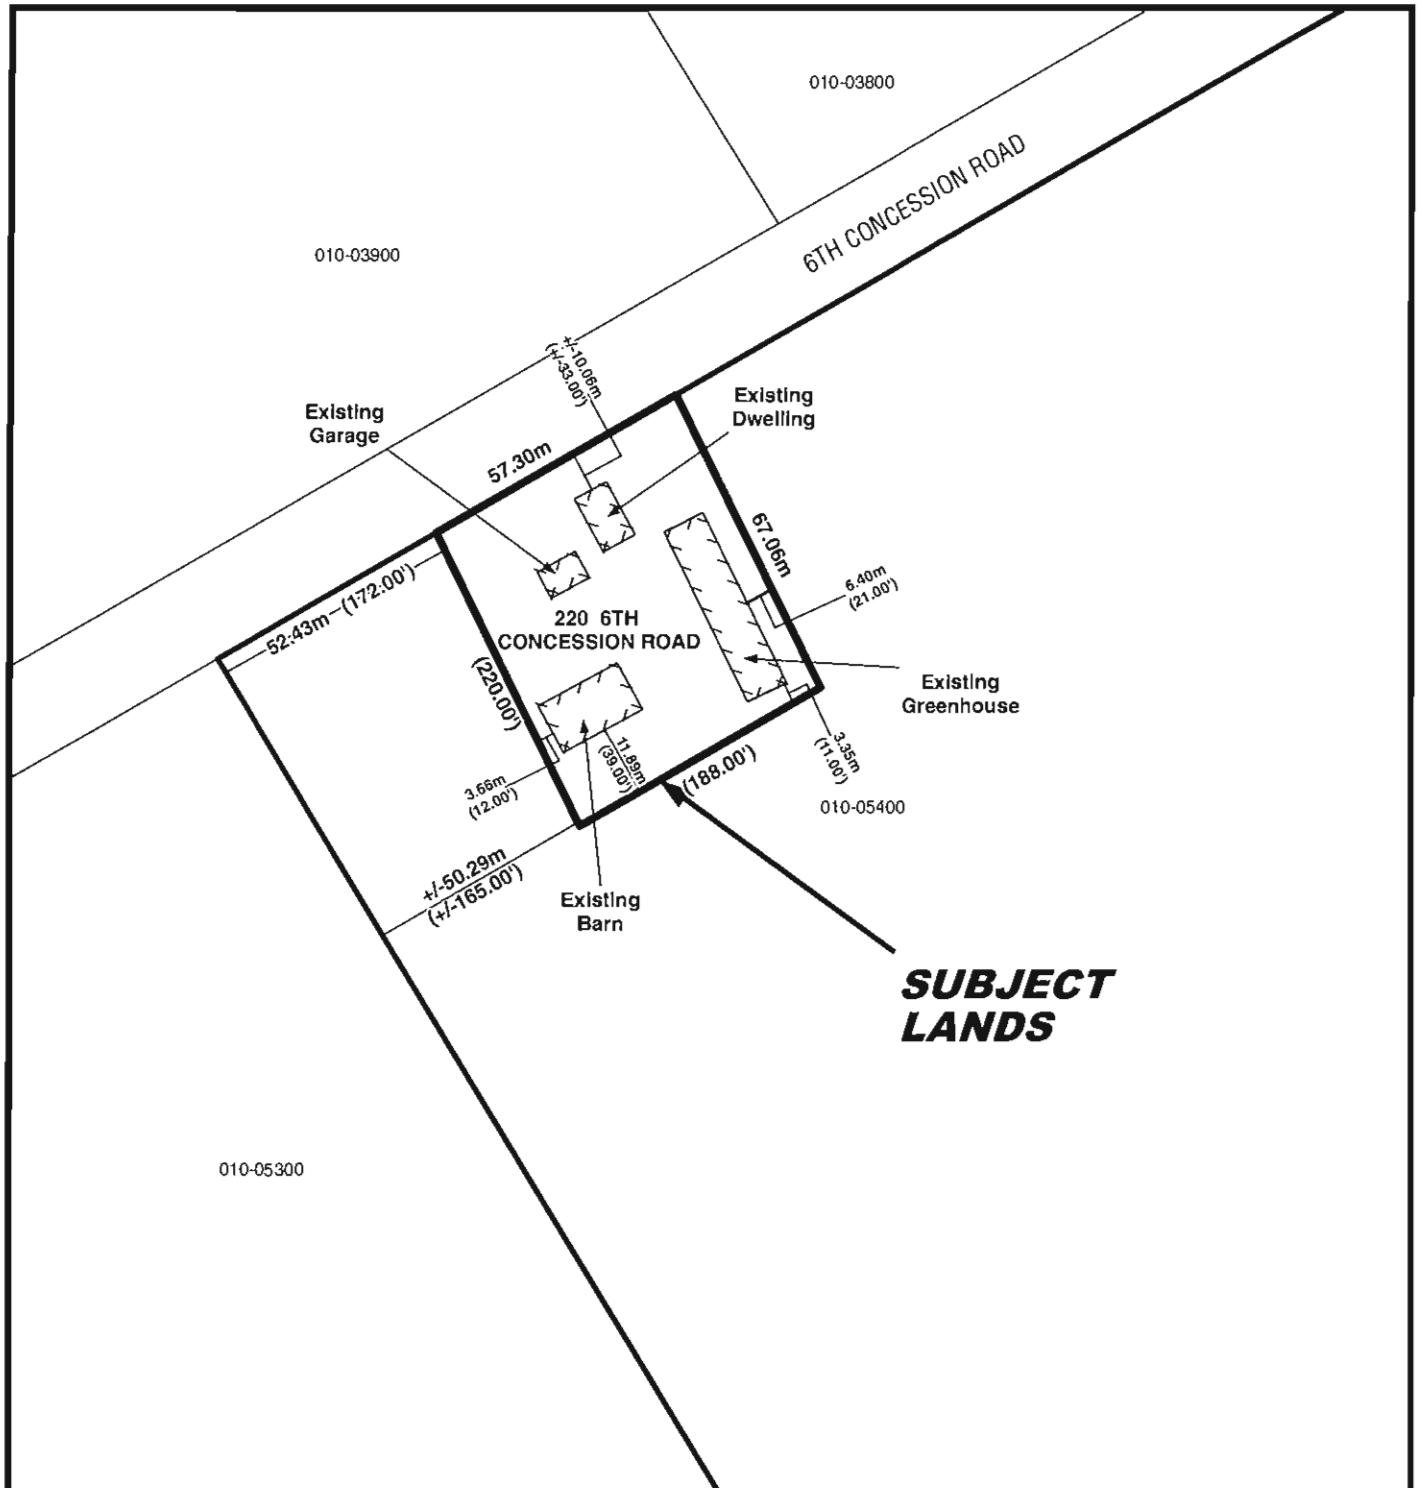 010-03800
6TH CONCESSION ROAD
010-03900
+/-10.06m
(+/-33.00')
Existing
Dwelling
Existing
Garage
57.30m
67.06m
6.40m
(21.00')
52.43m (172.00')
220 6TH
CONCESSION ROAD
(220.00')
Existing
Greenhouse
11.89m
(39.00')
3.35m
(11.00')
3.66m
(12.00')
(188.00')
010-05400
+/-50.29m
(+/-165.00')
Existing
Barn
SUBJECT
LANDS
010-05300